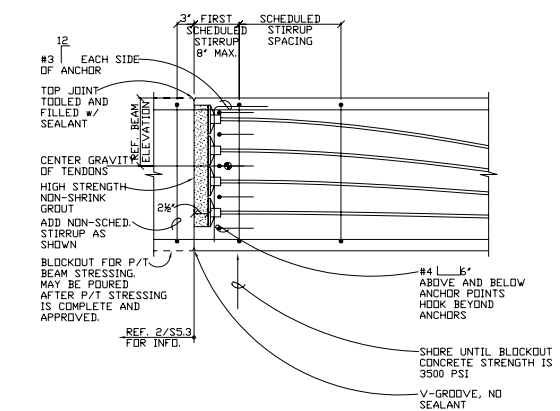 3" FIRST
SCHEDULED
STIRRUP
8" MAX.
SCHEDULED
STIRRUP
SPACING
12
#3 EACH SIDE
OF ANCHOR
TOP JOINT
TOOLED AND
FILLED w/
SEALANT
REF. BEAM
ELEVATION
CENTER GRAVITY
OF TENDONS
HIGH STRENGTH
NON-SHRINK
GROUT
2½"
ADD NON-SCHED.
STIRRUP AS
SHOWN
BLOCKOUT FOR P/T
BEAM STRESSING.
MAY BE POURED
AFTER P/T STRESSING
IS COMPLETE AND
APPROVED.
REF. 2/S5.3
FOR INFO.
#4 6"
ABOVE AND BELOW
ANCHOR POINTS
HOOK BEYOND
ANCHORS
SHORE UNTIL BLOCKOUT
CONCRETE STRENGTH IS
3500 PSI
V-GROOVE, NO
SEALANT